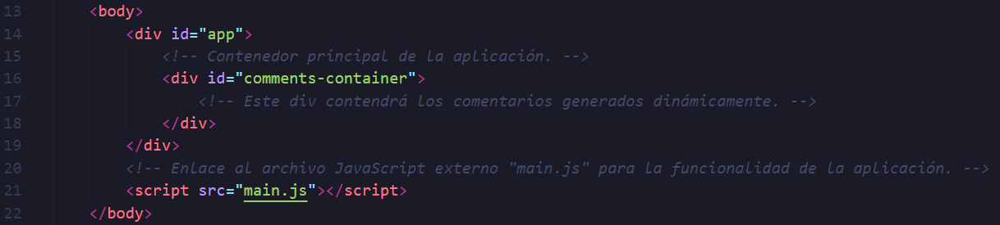 13 <body>
14 <div id="app">
15 <!-- Contenedor principal de la aplicación. -->
16 <div id="comments-container">
17 <!-- Este div contendrá los comentarios generados dinámicamente. -->
18 </div>
19 </div>
20 <!-- Enlace al archivo JavaScript externo "main.js" para la funcionalidad de la aplicación. -->
21 <script src="main.js"></script>
22 </body>